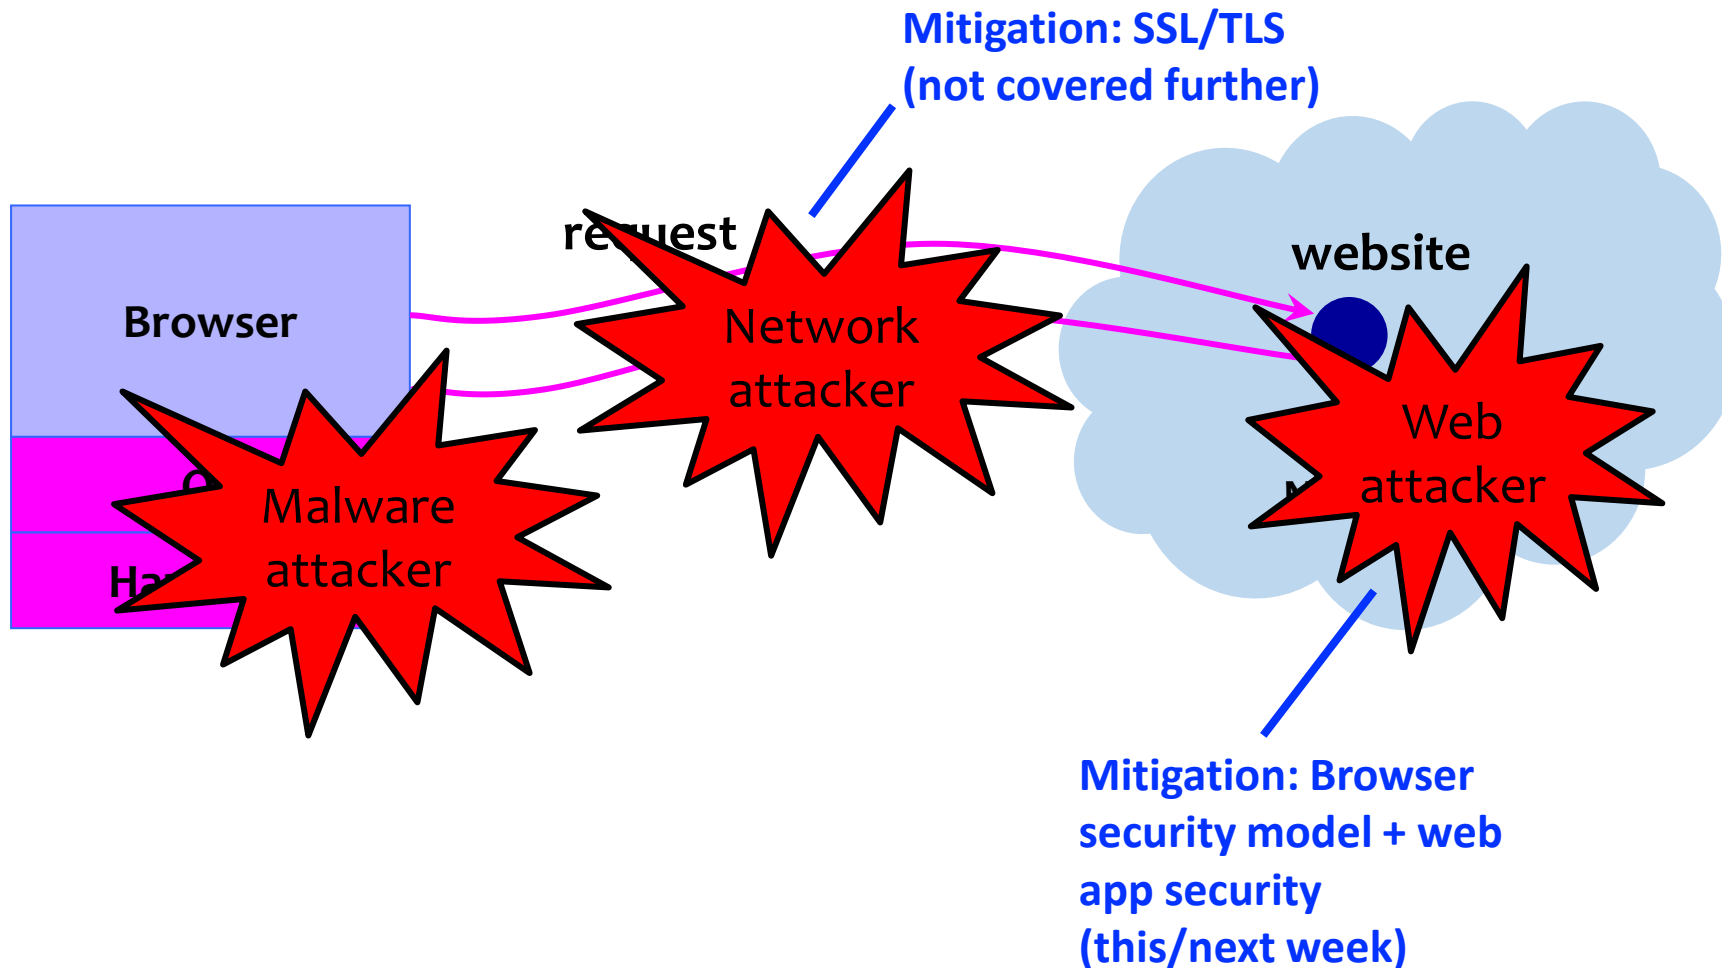 Mitigation: SSL/TLS
(not covered further)
request
website
Browser
Network
attacker
Web
attacker
Malware
attacker
Mitigation: Browser
security model + web
app security
(this/next week)